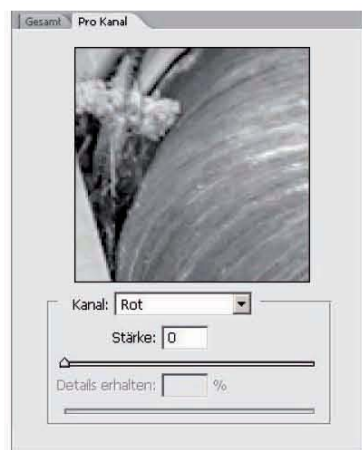 Gesamt Pro Kanal
Kanal: Rot
Stärke: 0
Details erhalten: %